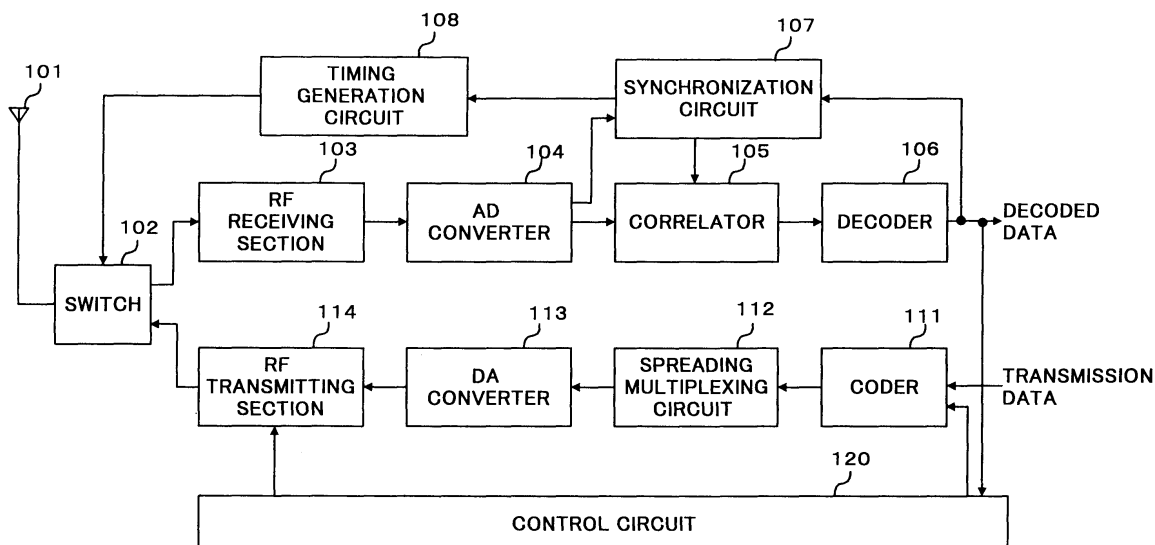 108
107
101
TIMING
GENERATION
CIRCUIT
SYNCHRONIZATION
CIRCUIT
103
104
105
106
RF
RECEIVING
SECTION
AD
CONVERTER
CORRELATOR
DECODER
DECODED
DATA
102
SWITCH
114
113
112
111
RF
TRANSMITTING
SECTION
DA
CONVERTER
SPREADING
MULTIPLEXING
CIRCUIT
CODER
TRANSMISSION
DATA
120
CONTROL CIRCUIT